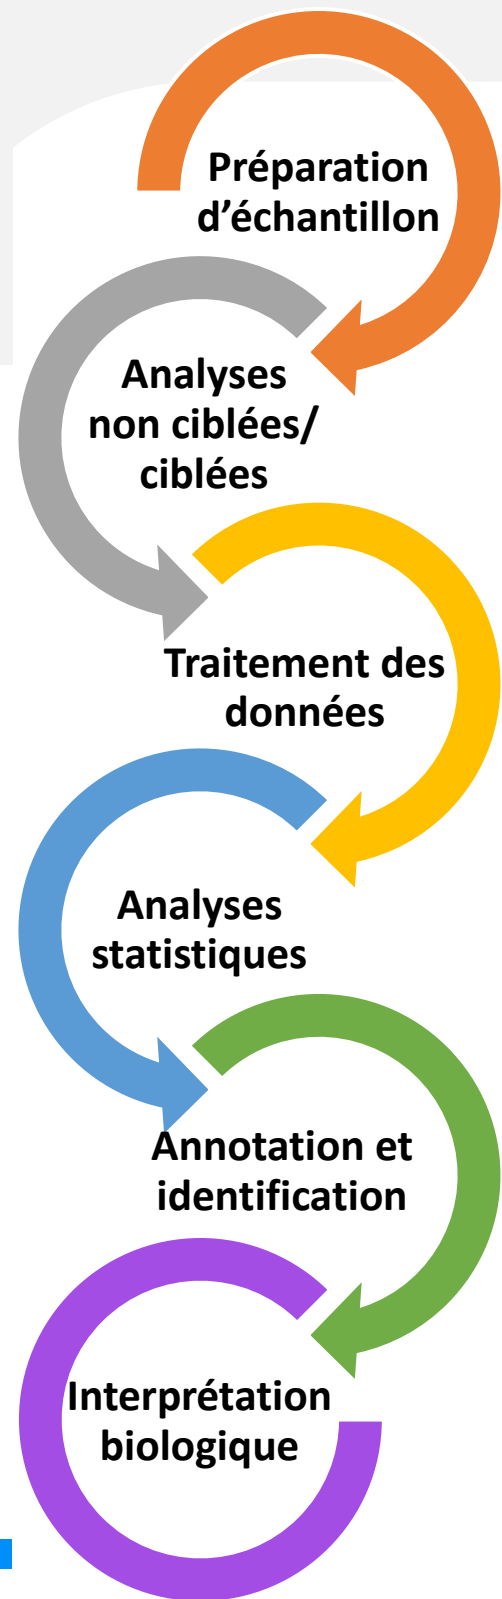 Préparation
d’échantillon
Analyses
non ciblées/
ciblées
Traitement des
données
Analyses
statistiques
Annotation et
identification
Interprétation
biologique